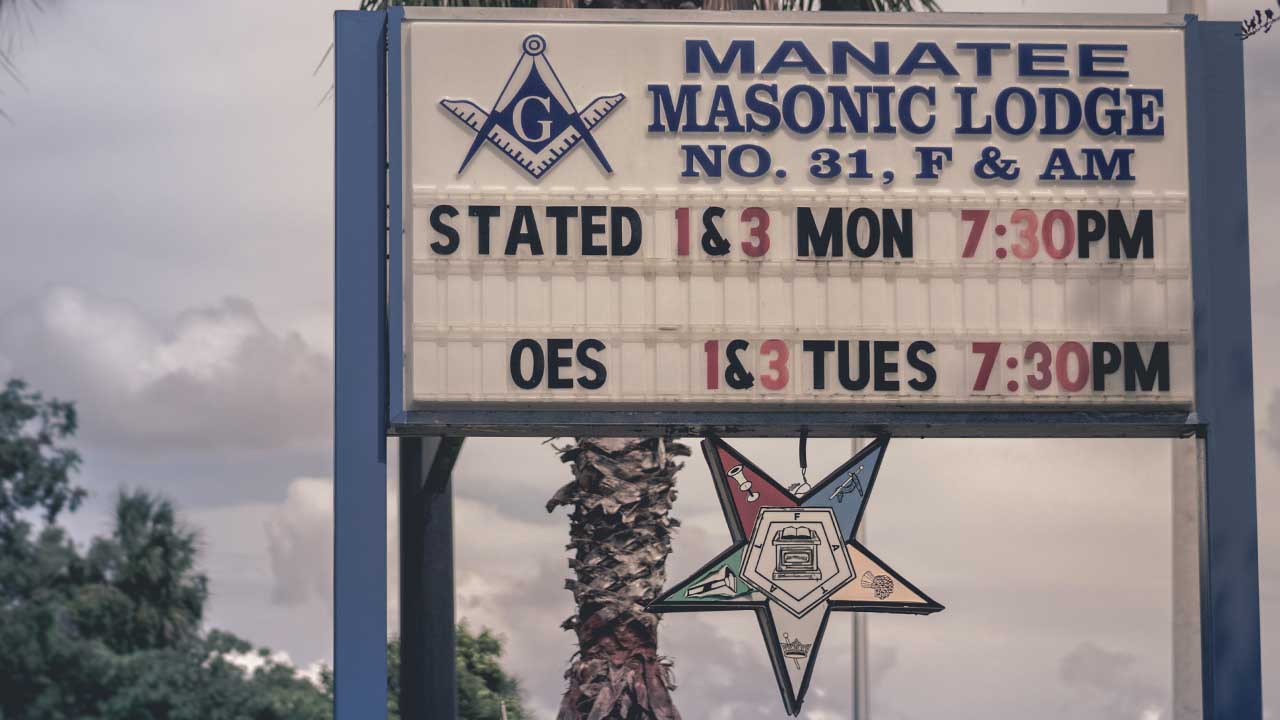 G
MANATEE
MASONIC LODGE
NO. 31, F & AM
STATED 1&3 MON 7:30PM
OES 1&3 TUES 7:30PM
F
A
T
A
L